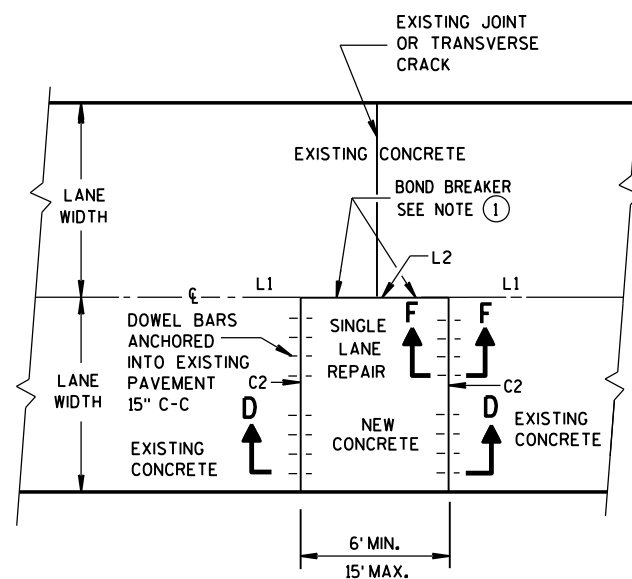 EXISTING JOINT
OR TRANSVERSE
CRACK
EXISTING CONCRETE
LANE
WIDTH
BOND BREAKER
SEE NOTE 1
L2
L1
℄
L1
DOWEL BARS
ANCHORED
INTO EXISTING
PAVEMENT
15" C-C
SINGLE
LANE
REPAIR
F
F
LANE
WIDTH
C2
C2
D
D
NEW
CONCRETE
EXISTING
CONCRETE
EXISTING
CONCRETE
6' MIN.
15' MAX.